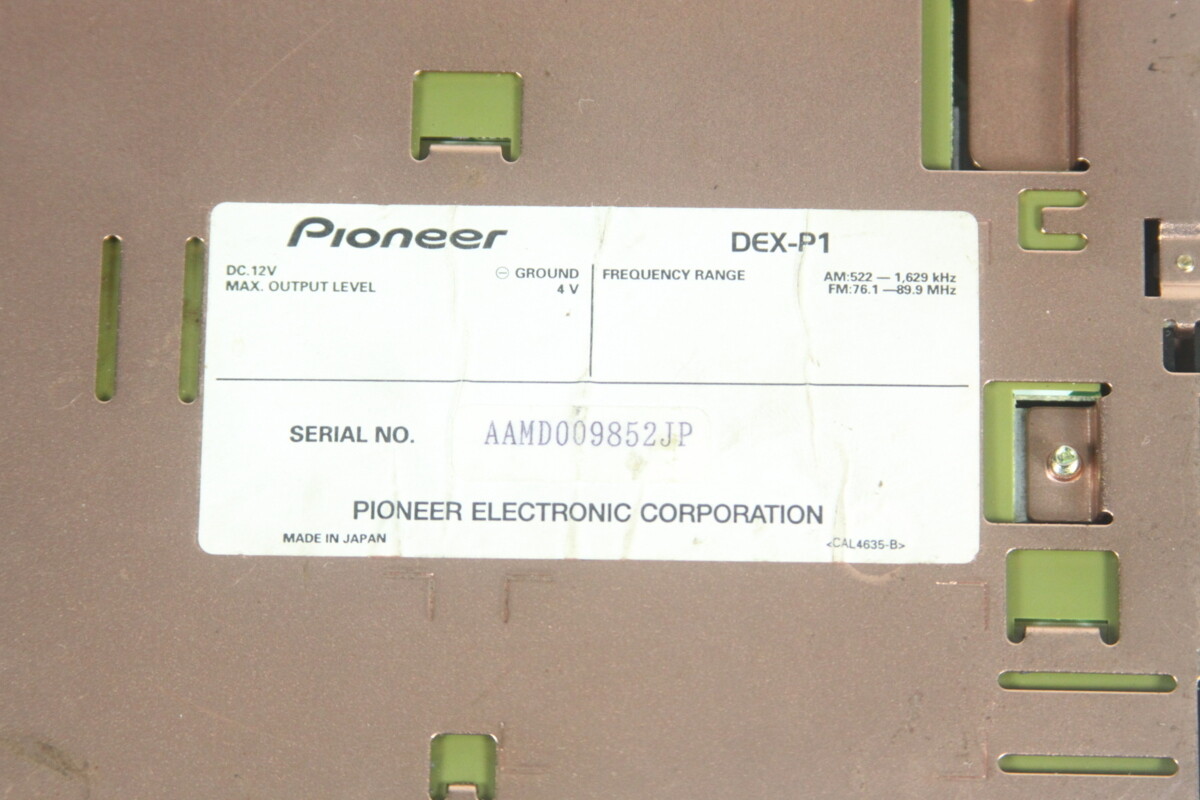 Pioneer
DEX-P1
DC.12V ⊖ GROUND
MAX. OUTPUT LEVEL 4 V
FREQUENCY RANGE AM:522 — 1,629 kHz
FM:76.1 —89.9 MHz
SERIAL NO. AAMD009852JP
PIONEER ELECTRONIC CORPORATION
MADE IN JAPAN
<CAL4635-B>